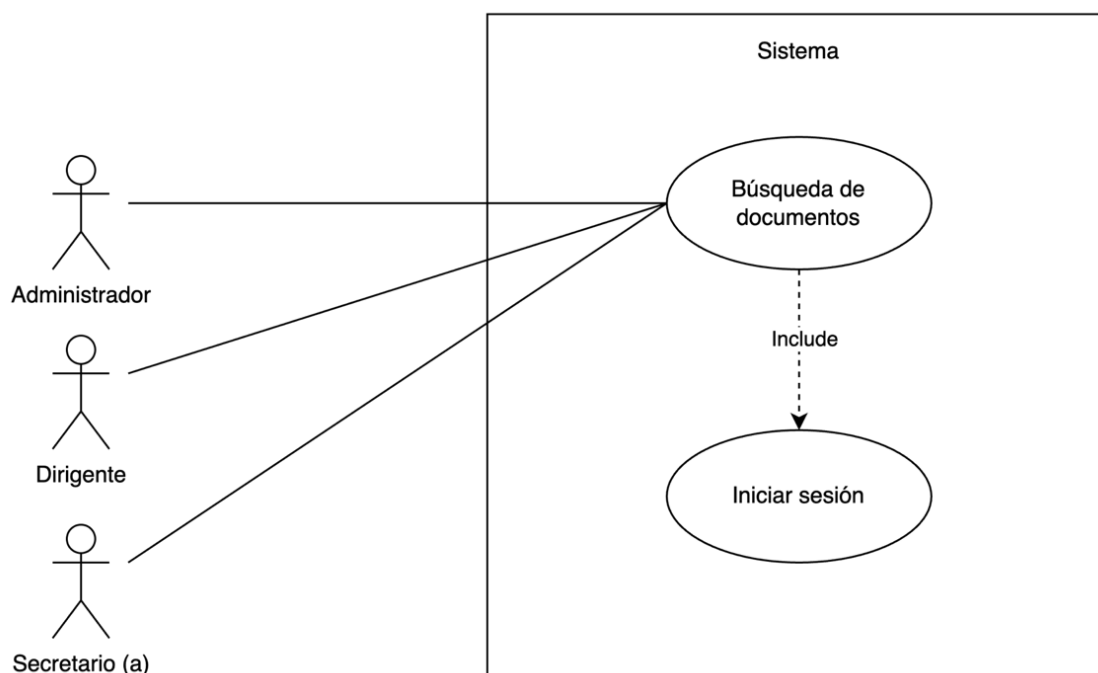 Sistema
Búsqueda de
documentos
Administrador
Include
Dirigente
Iniciar sesión
Secretario (a)